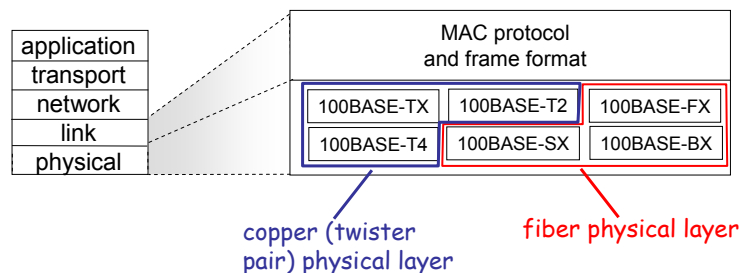 application
transport
network
link
physical
MAC protocol
and frame format
100BASE-TX
100BASE-T2
100BASE-FX
100BASE-T4
100BASE-SX
100BASE-BX
copper (twister
pair) physical layer
fiber physical layer